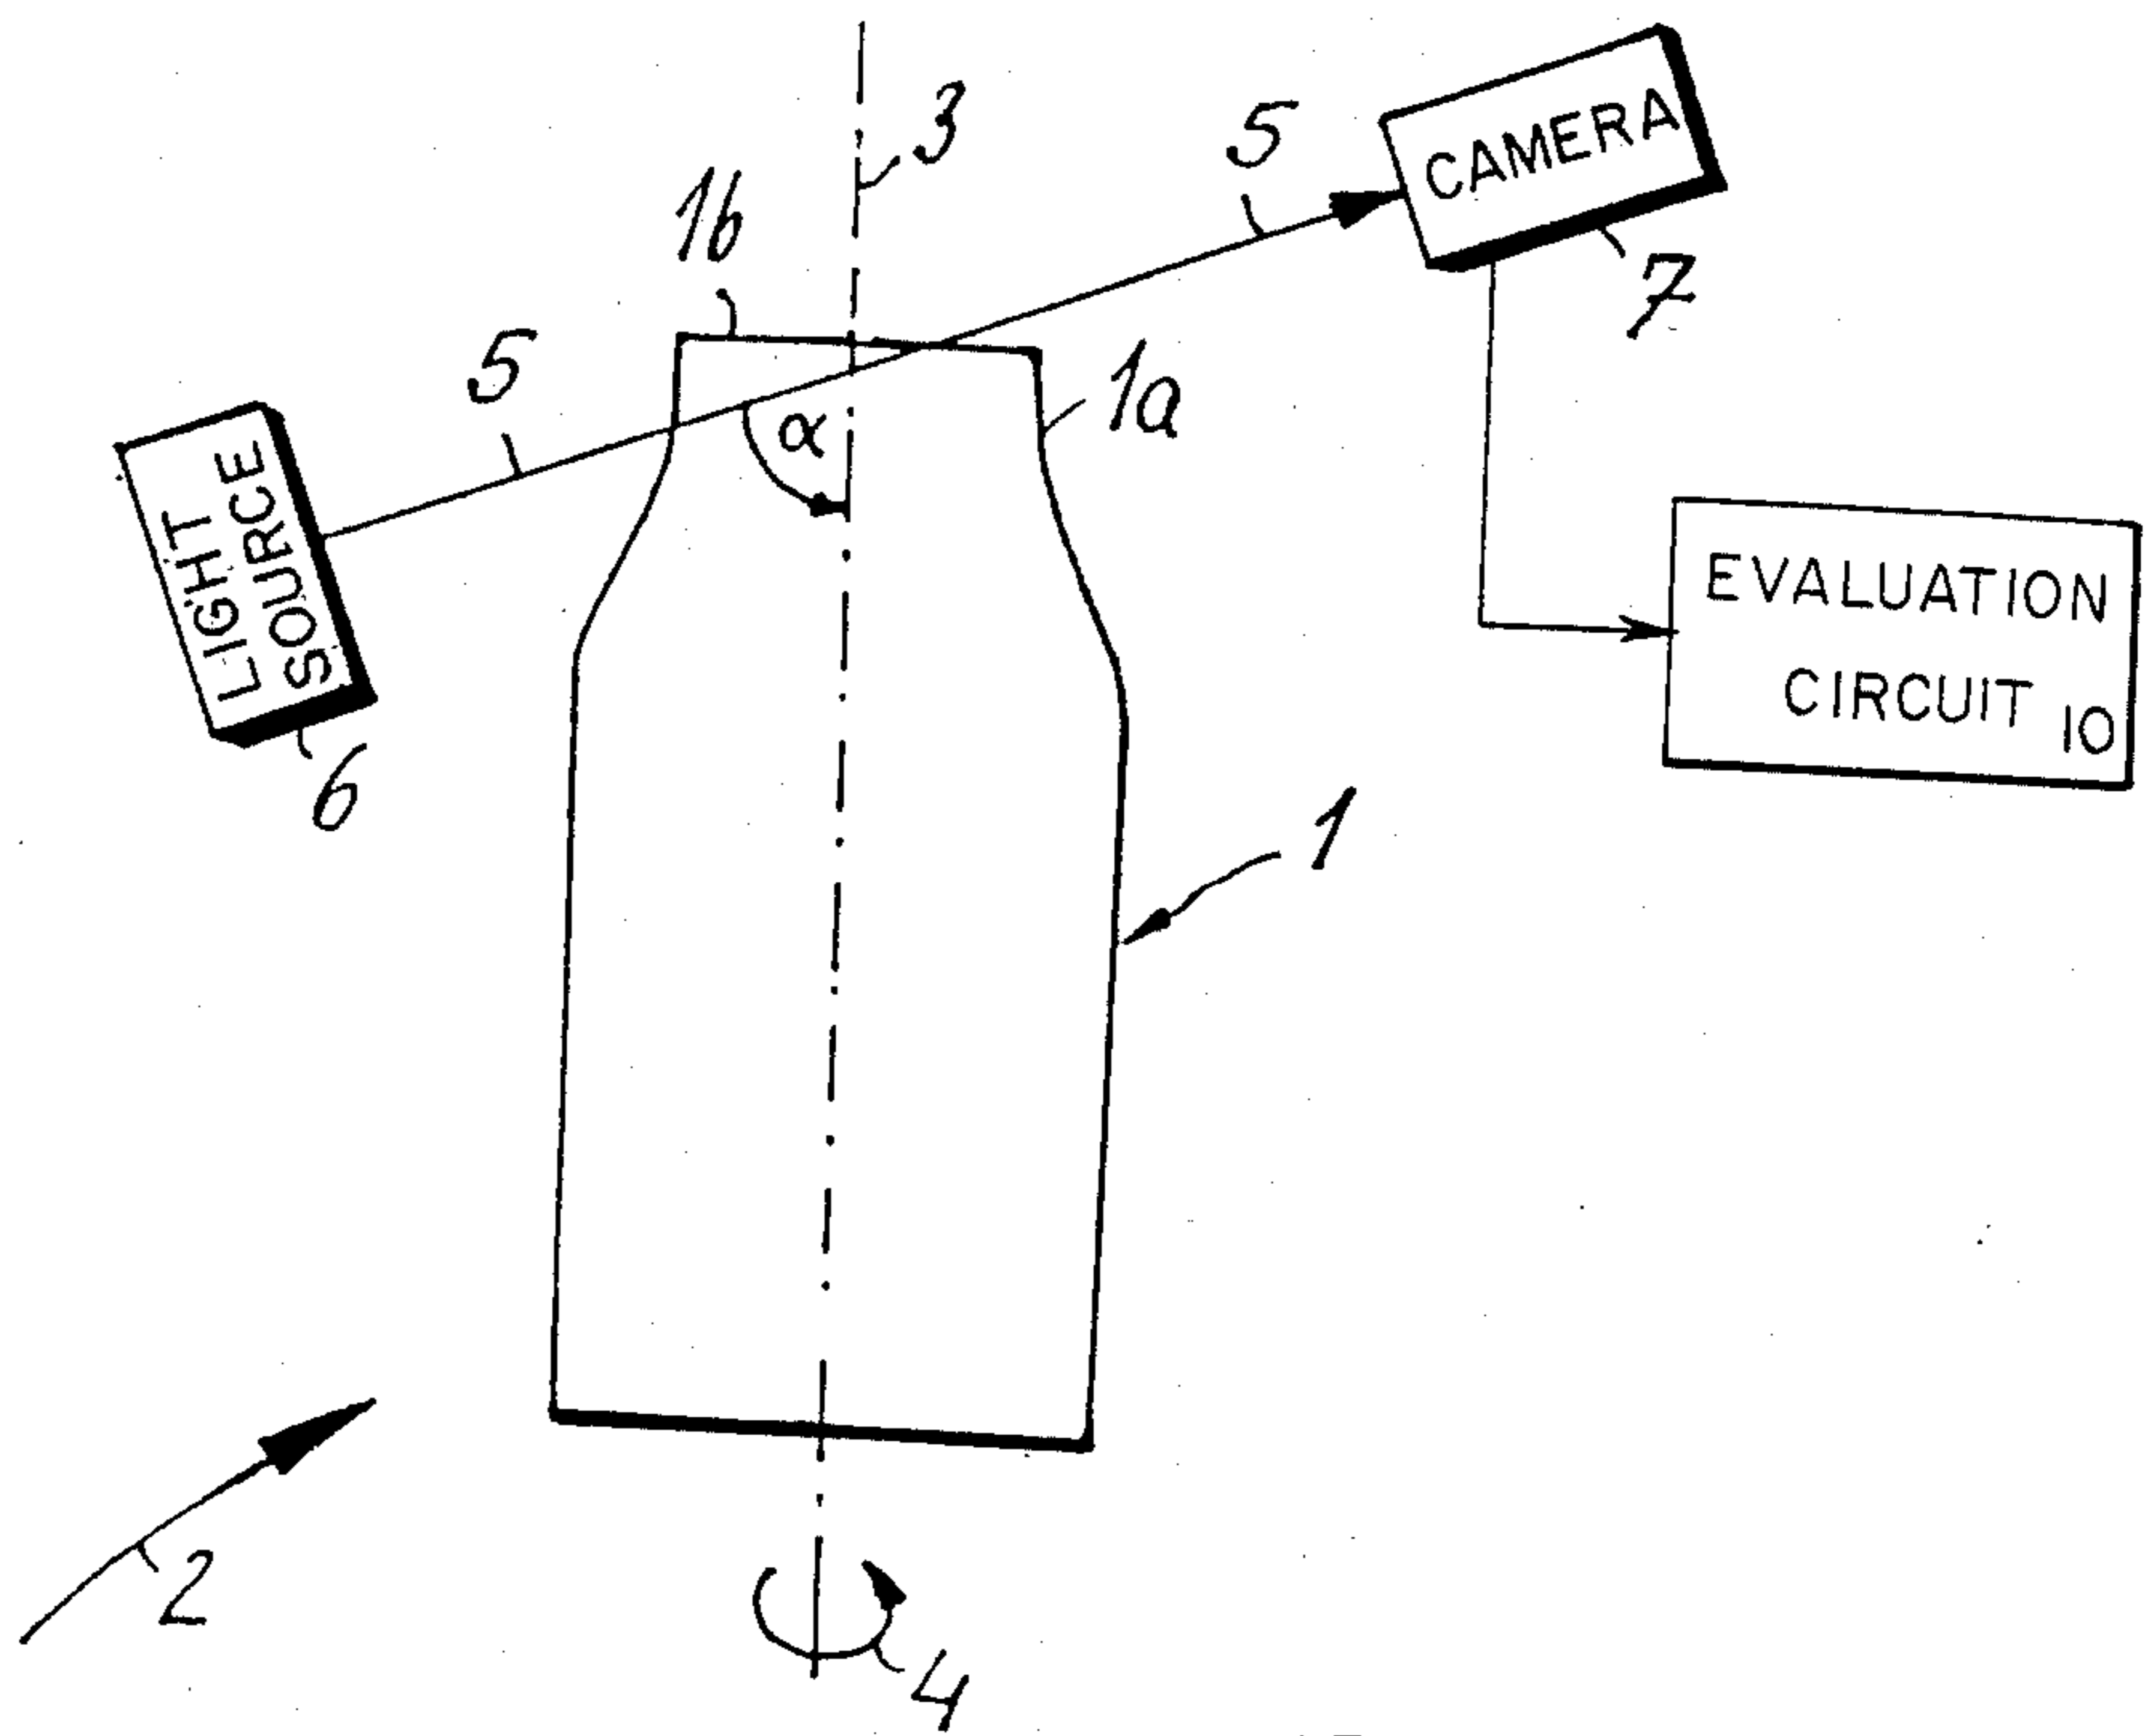 3
5
CAMERA
1b
7
5
1a
α
LIGHT
SOURCE
EVALUATION
CIRCUIT 10
6
1
2
4